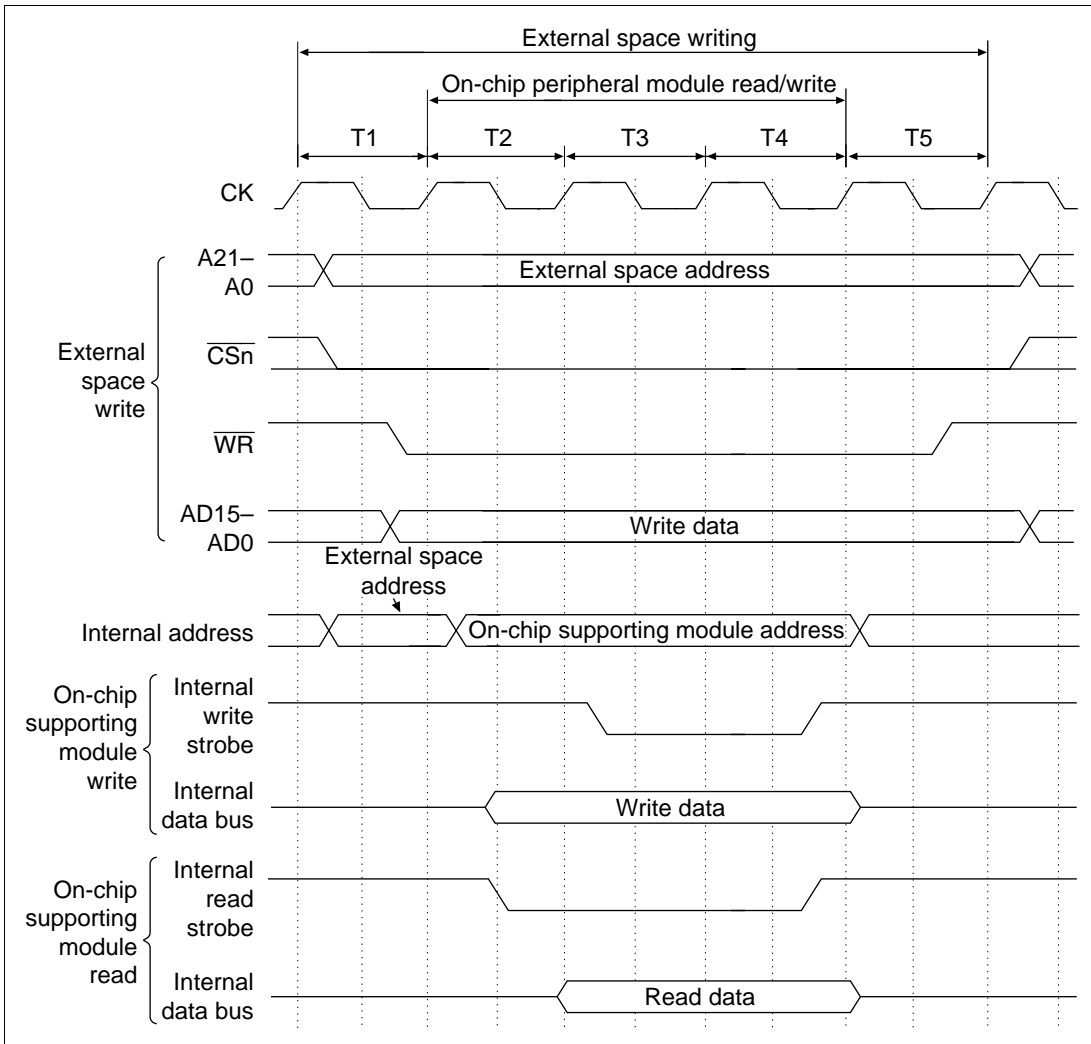 External space writing
On-chip peripheral module read/write
T1 T2 T3 T4 T5
CK
A21–
A0
External space address
External
space
write
CSn
WR
AD15–
AD0
Write data
External space
address
Internal address
On-chip supporting module address
On-chip
supporting
module
write
Internal
write
strobe
Internal
data bus
Write data
On-chip
supporting
module
read
Internal
read
strobe
Internal
data bus
Read data